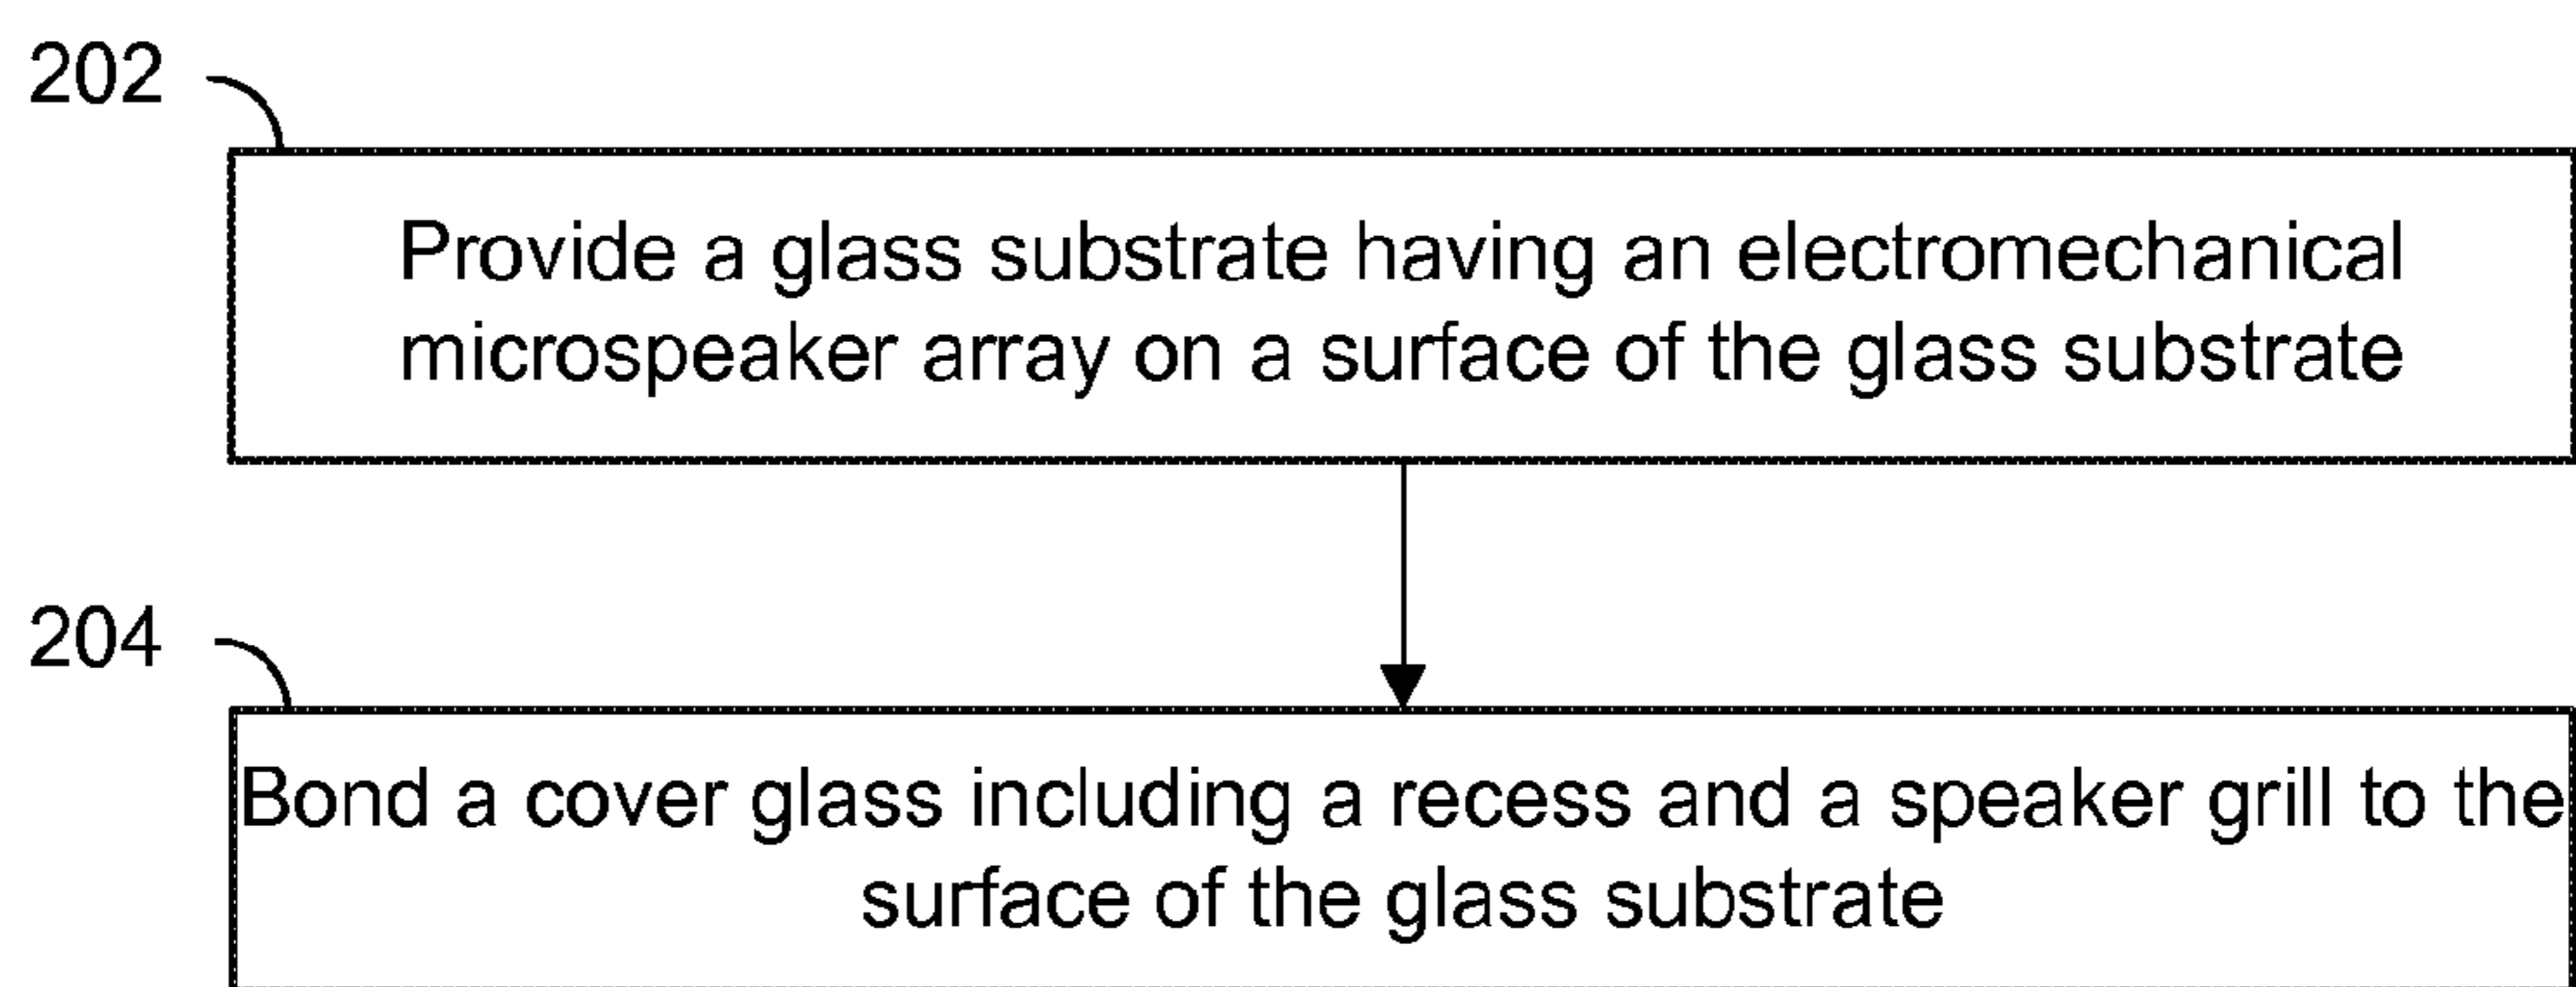 202
Provide a glass substrate having an electromechanical
microspeaker array on a surface of the glass substrate
204
Bond a cover glass including a recess and a speaker grill to the
surface of the glass substrate